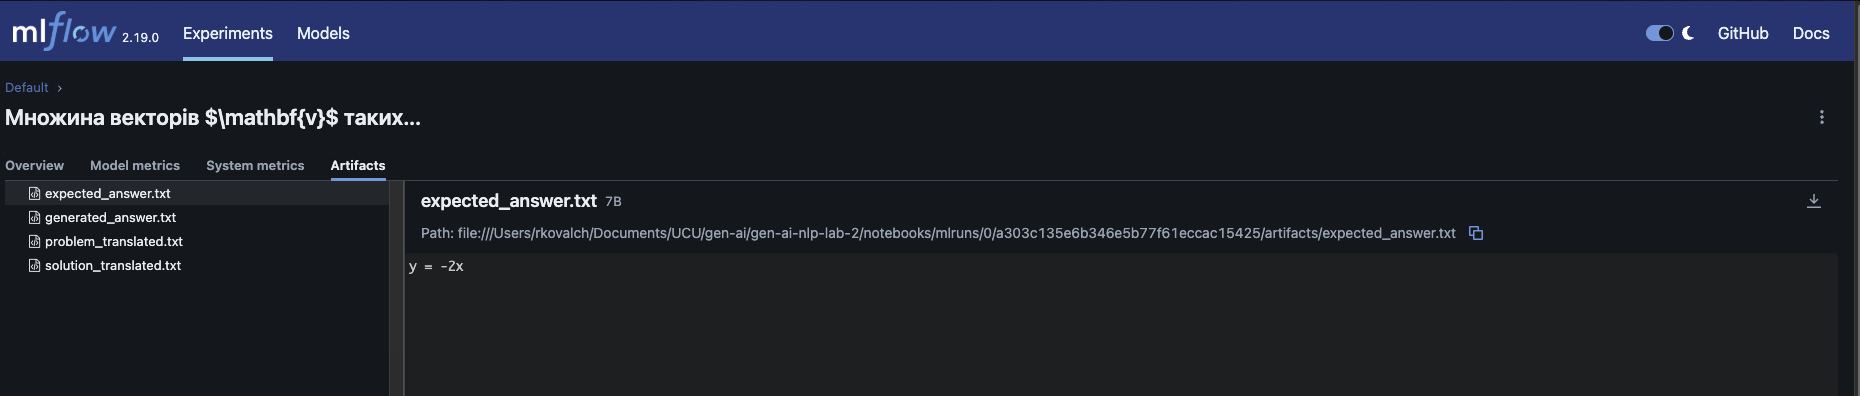 mlflow 2.19.0 Experiments Models GitHub Docs
Default ›
Множина векторів $\mathbf{v}$ таких...
Overview Model metrics System metrics Artifacts
expected_answer.txt
generated_answer.txt
problem_translated.txt
solution_translated.txt
expected_answer.txt 7B
Path: file:///Users/rkovalch/Documents/UCU/gen-ai/gen-ai-nlp-lab-2/notebooks/mlruns/0/a303c135e6b346e5b77f61eccac15425/artifacts/expected_answer.txt
y = -2x